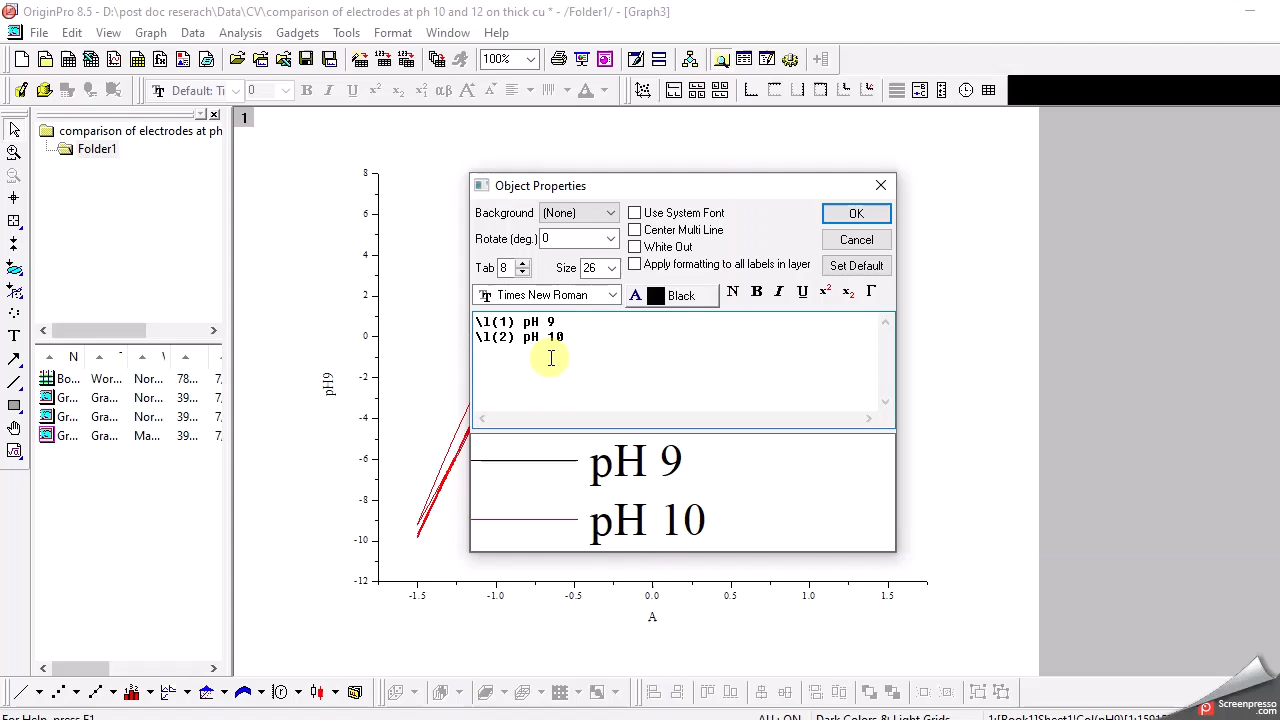 OriginPro 8.5 - D:\post doc reserach\Data\CV\comparison of electrodes at ph 10 and 12 on thick cu * - /Folder1/ - [Graph3]
File Edit View Graph Data Analysis Gadgets Tools Format Window Help
100%
Default: Ti 0 B I U x² x₂ αβ A A A
1
comparison of electrodes at ph
Folder1
N
Bo... Wor... Nor... 78... 7,
Gr... Gra... Nor... 39... 7,
Gr... Gra... Nor... 39... 7,
Gr... Gra... Ma... 39... 7,
T
8
6
4
2
0
-2
-4
-6
-8
-10
-12
pH9
-1.5 -1.0 -0.5 0.0 0.5 1.0 1.5
A
Object Properties
Background (None) Use System Font OK
Center Multi Line
Rotate (deg.) 0 Cancel
White Out
Tab 8 Size 26 Apply formatting to all labels in layer Set Default
Times New Roman A Black N B I U x² x₂ Γ
\l(1) pH 9
\l(2) pH 10
pH 9
pH 10
For Help, press F1
AU : ON Dark Colors & Light Grids
Screenpresso
.com